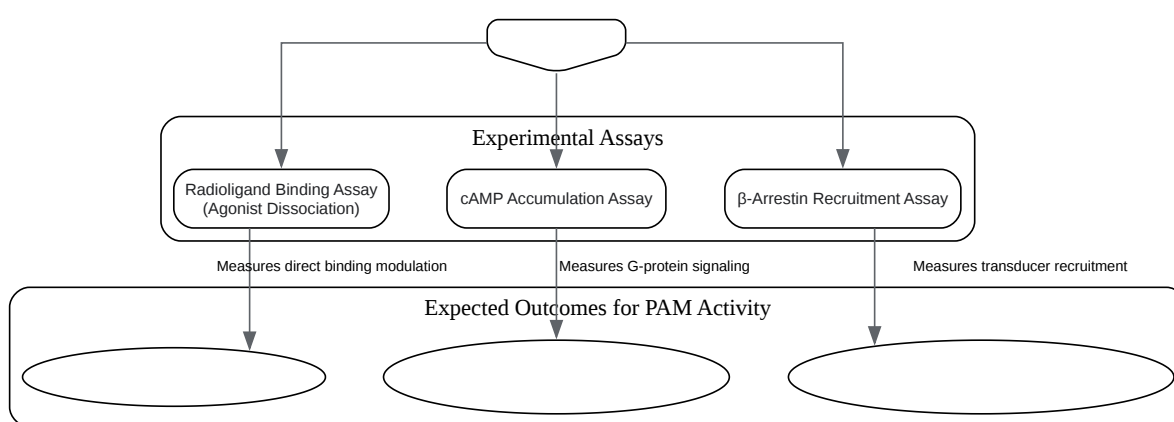 Experimental Assays
Radioligand Binding Assay
(Agonist Dissociation)
cAMP Accumulation Assay
β-Arrestin Recruitment Assay
Measures direct binding modulation
Measures G-protein signaling
Measures transducer recruitment
Expected Outcomes for PAM Activity